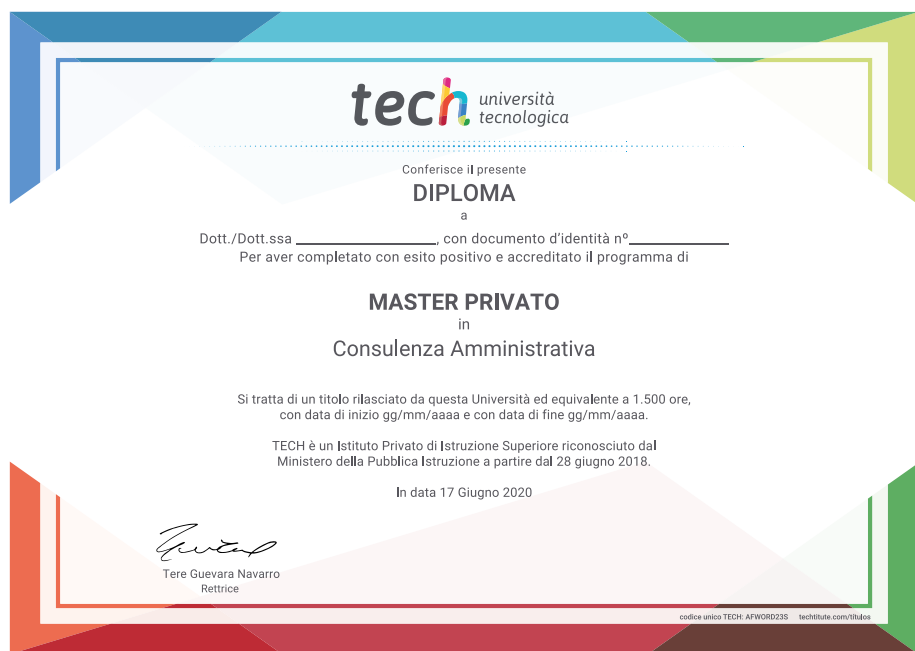 tech università
tecnologica
Conferisce il presente
DIPLOMA
a
Dott./Dott.ssa ________________, con documento d'identità nº____________
Per aver completato con esito positivo e accreditato il programma di
MASTER PRIVATO
in
Consulenza Amministrativa
Si tratta di un titolo rilasciato da questa Università ed equivalente a 1.500 ore,
con data di inizio gg/mm/aaaa e con data di fine gg/mm/aaaa.
TECH è un Istituto Privato di Istruzione Superiore riconosciuto dal
Ministero della Pubblica Istruzione a partire dal 28 giugno 2018.
In data 17 Giugno 2020
Tere Guevara Navarro
Rettrice
codice unico TECH: AFWORD23S techtitute.com/títulos